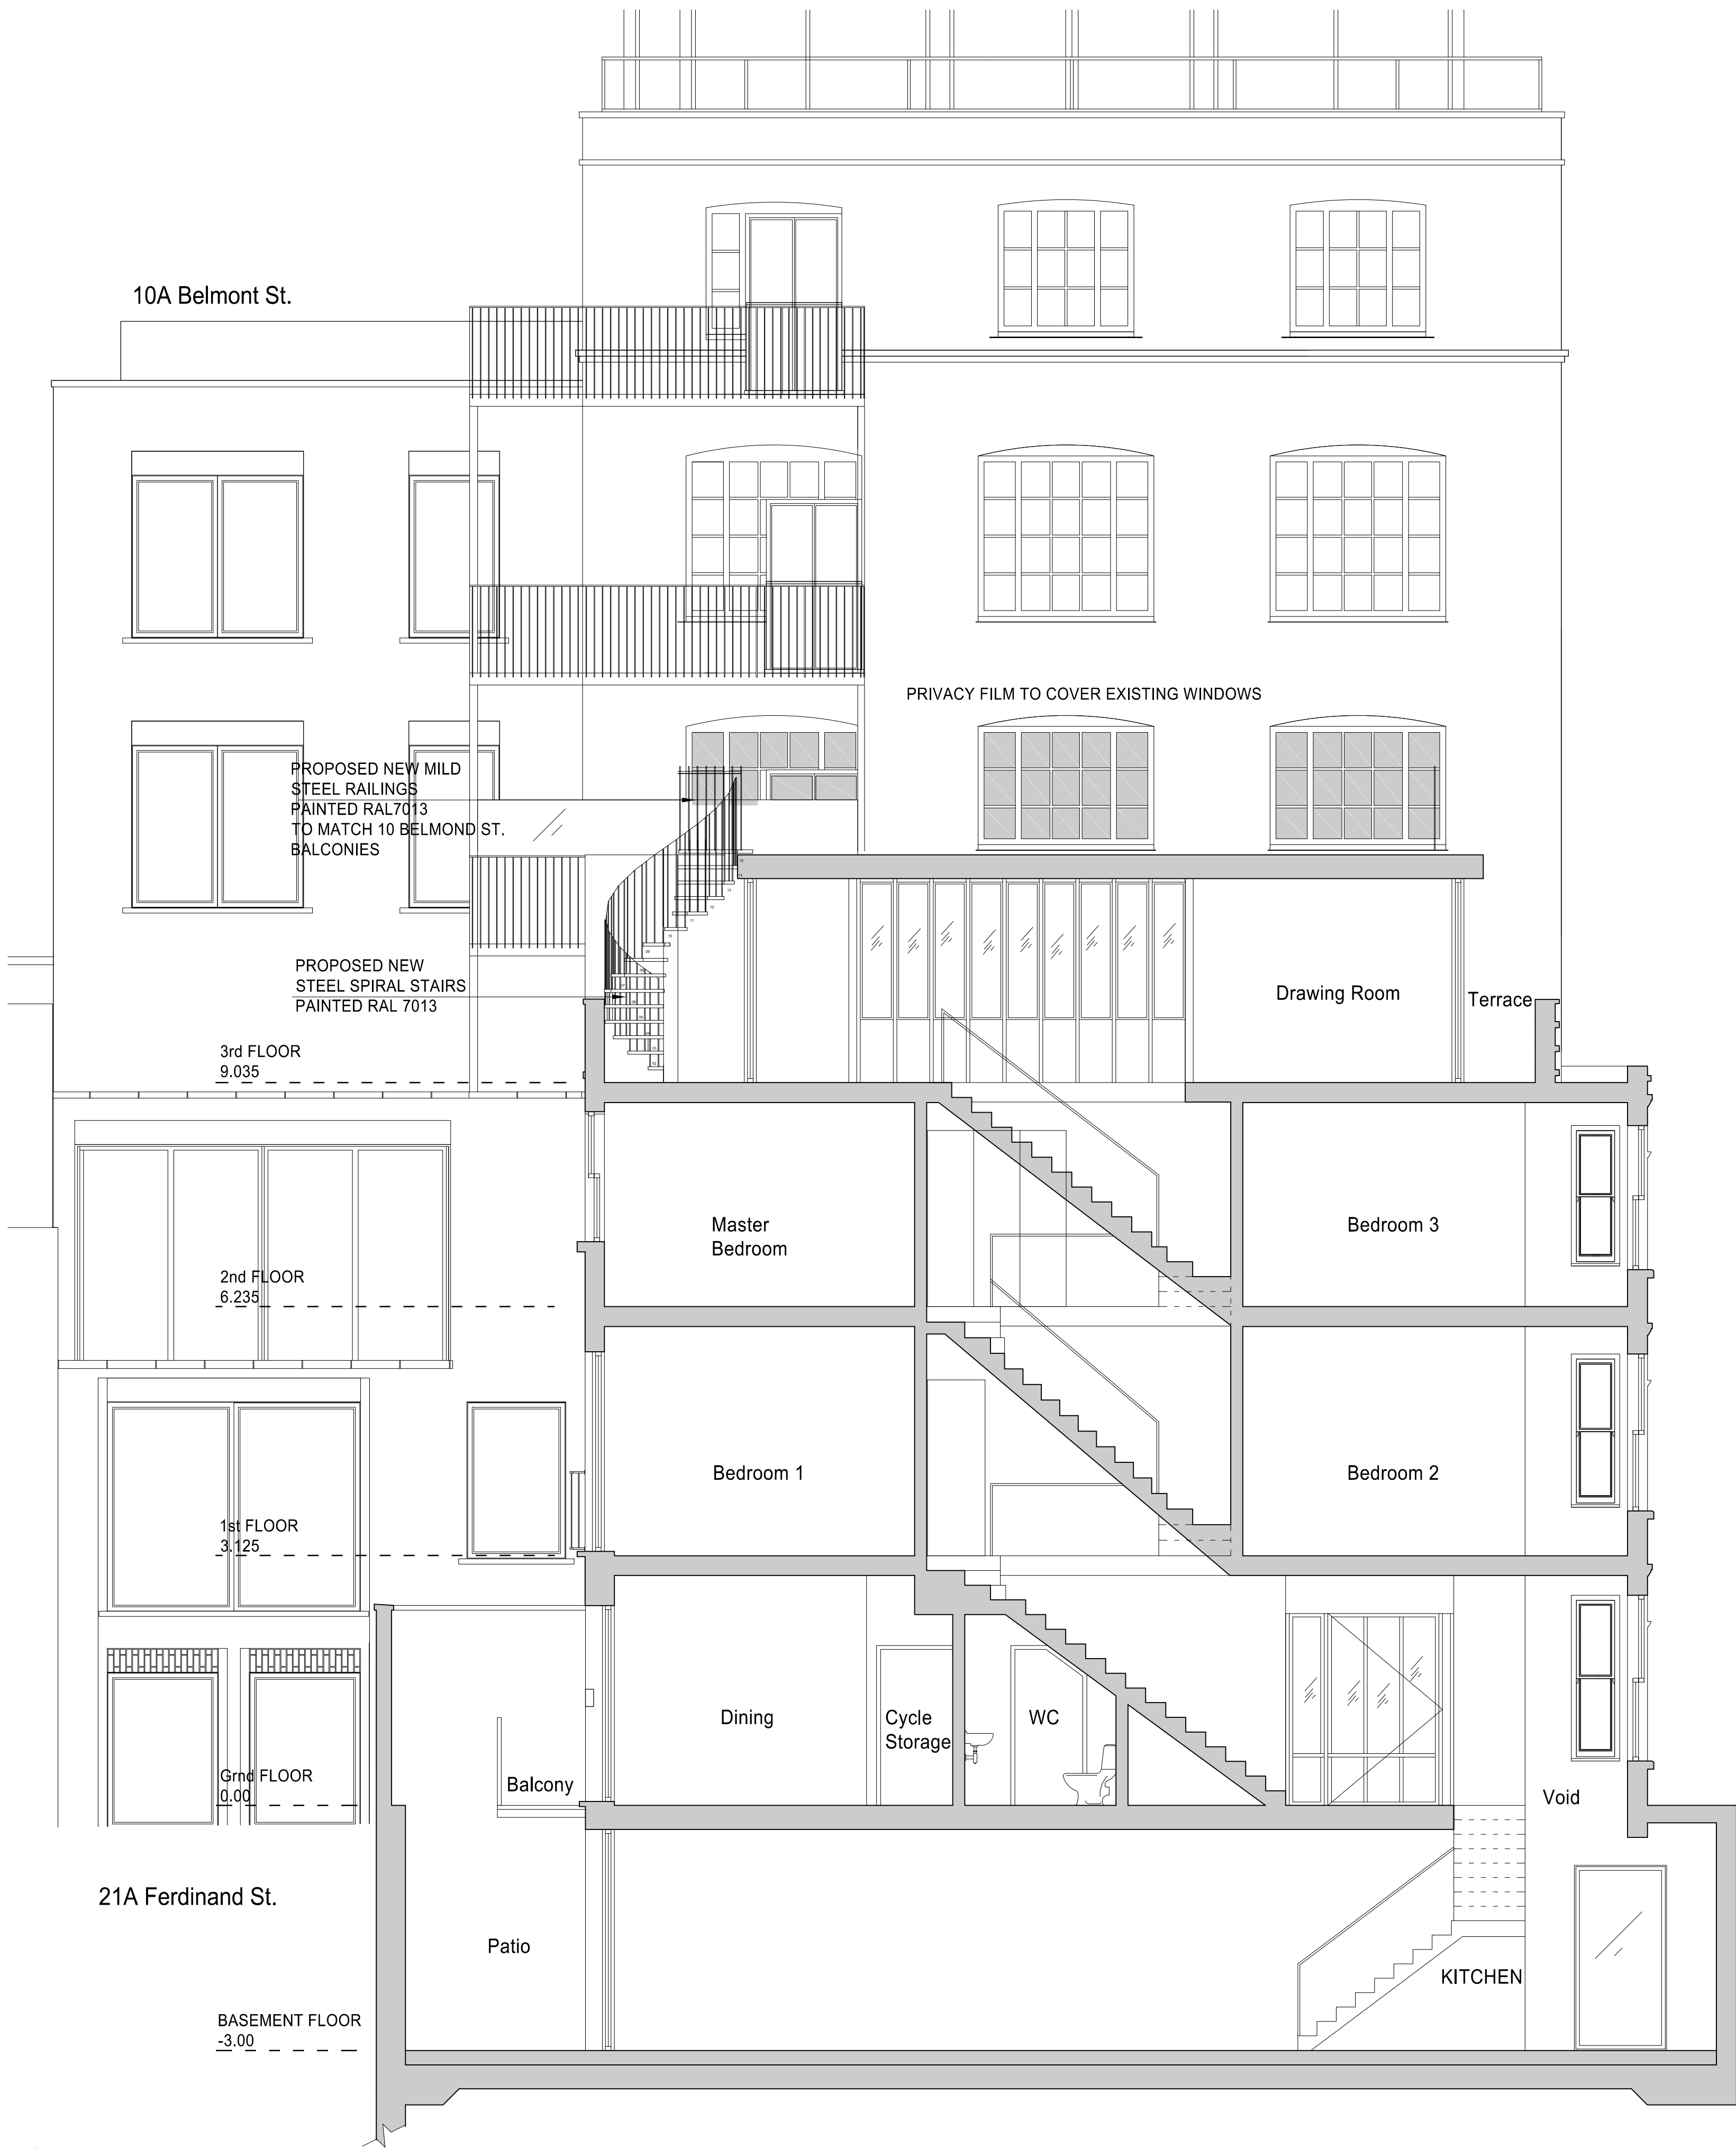 10A Belmont St.
PRIVACY FILM TO COVER EXISTING WINDOWS
PROPOSED NEW MILD
STEEL RAILINGS
PAINTED RAL7013
TO MATCH 10 BELMOND ST.
BALCONIES
PROPOSED NEW
STEEL SPIRAL STAIRS
PAINTED RAL 7013
Drawing Room
Terrace
3rd FLOOR
9.035
Master
Bedroom
Bedroom 3
2nd FLOOR
6.235
Bedroom 1
Bedroom 2
1st FLOOR
3.125
Dining
Cycle
Storage
WC
Balcony
Grnd FLOOR
0.00
Void
21A Ferdinand St.
Patio
KITCHEN
BASEMENT FLOOR
-3.00